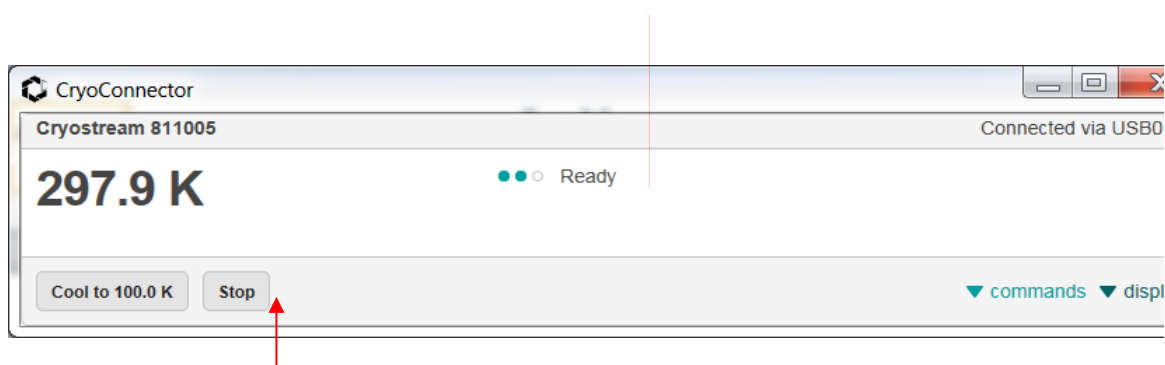 CryoConnector
Cryostream 811005 Connected via USB0
297.9 K Ready
Cool to 100.0 K Stop commands displ